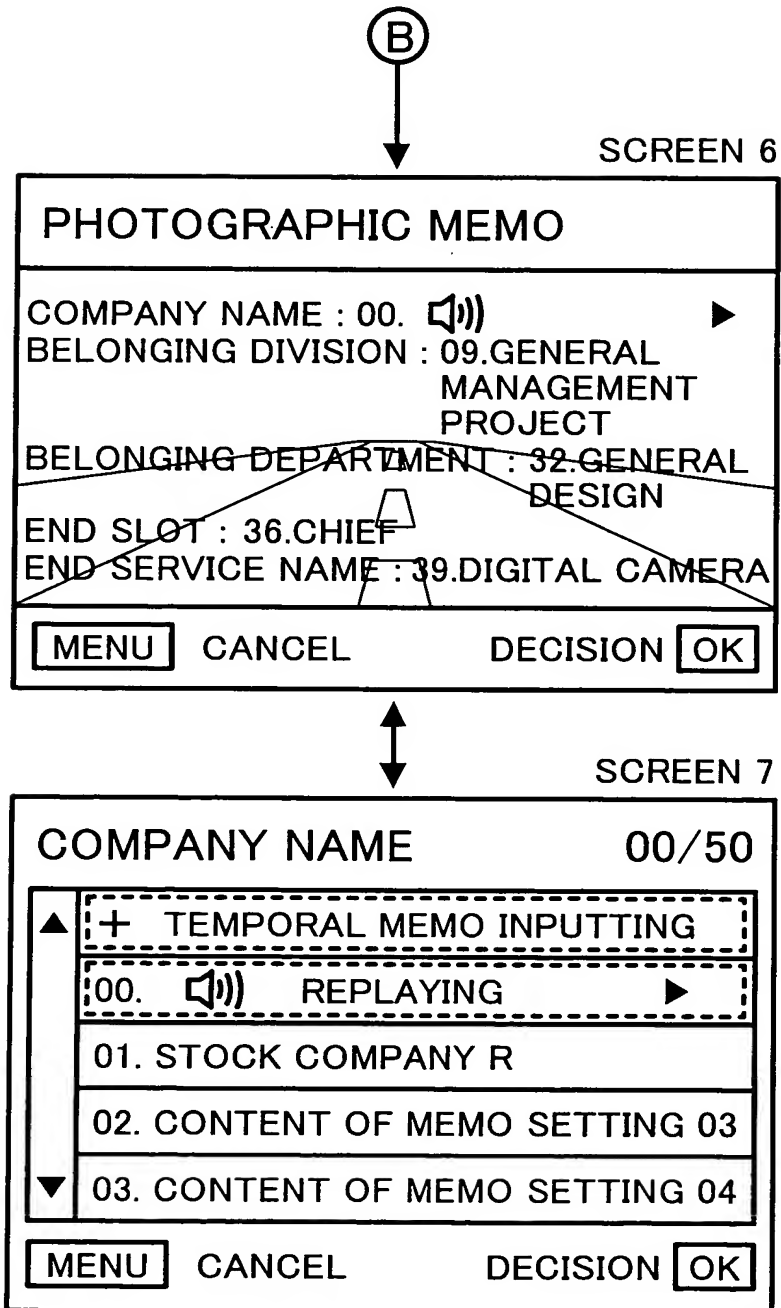 B
SCREEN 6
PHOTOGRAPHIC MEMO
COMPANY NAME : 00.
BELONGING DIVISION : 09.GENERAL
MANAGEMENT
PROJECT
BELONGING DEPARTMENT : 32.GENERAL
DESIGN
END SLOT : 36.CHIEF
END SERVICE NAME : 39.DIGITAL CAMERA
MENU CANCEL DECISION OK
SCREEN 7
COMPANY NAME 00/50
+ TEMPORAL MEMO INPUTTING
00. REPLAYING
01. STOCK COMPANY R
02. CONTENT OF MEMO SETTING 03
03. CONTENT OF MEMO SETTING 04
MENU CANCEL DECISION OK